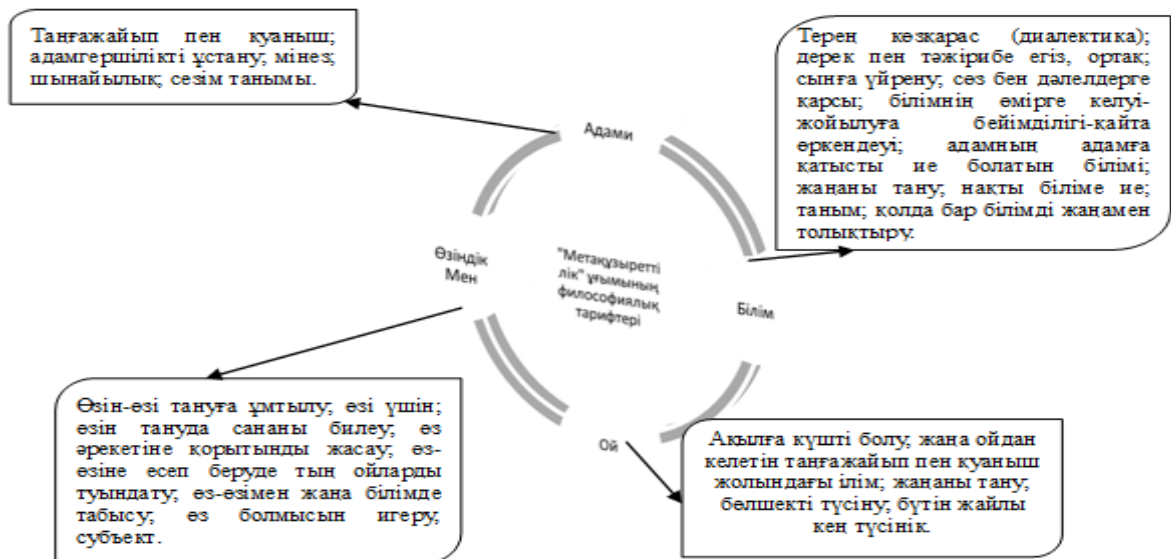 Таңғажайып пен қуаныш;
адамгершілікті ұстану; мінез;
шынайылық; сезім танымы.
Терең көзқарас (диалектика);
дерек пен тәжірибе егіз, ортақ;
сынға үйрену; сөз бен дәлелдерге
қарсы; білімнің өмірге келуі-
жойылуға бейімділігі-қайта
өркендеуі; адамның адамға
қатысты ие болатын білімі;
жаңаны тану; нақты білімге ие;
таным; қолда бар білімді жаңамен
толықтыру.
Адами
Өзіндік
Мен
"Метақұзыретті
лік" ұғымының
философиялық
тарифтері
Білім
Ой
Өзін-өзі тануға ұмтылу; өзі үшін;
өзін тануда сананы билеу; өз
әрекетіне қорытынды жасау; өз-
өзіне есеп беруде тың ойларды
туындату; өз-өзімен жаңа білімде
табысу; өз болмысын игеру;
субъект.
Ақылға күшті болу; жаңа ойдан
келетін таңғажайып пен қуаныш
жолындағы ілім; жаңаны тану;
бөлшекті түсіну; бүтін жайлы
кең түсінік.